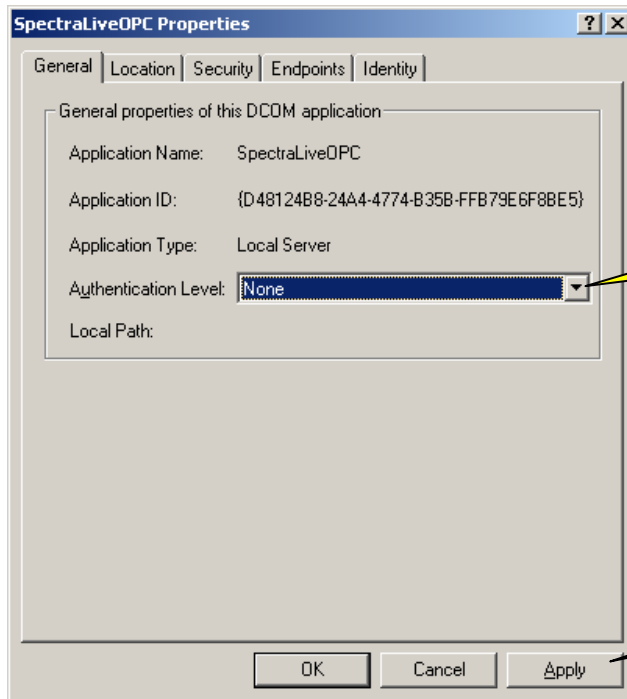 SpectraLiveOPC Properties
General Location Security Endpoints Identity
General properties of this DCOM application
Application Name: SpectraLiveOPC
Application ID: {D48124B8-24A4-4774-B35B-FFB79E6F8BE5}
Application Type: Local Server
Authentication Level: None
Local Path:
OK Cancel Apply